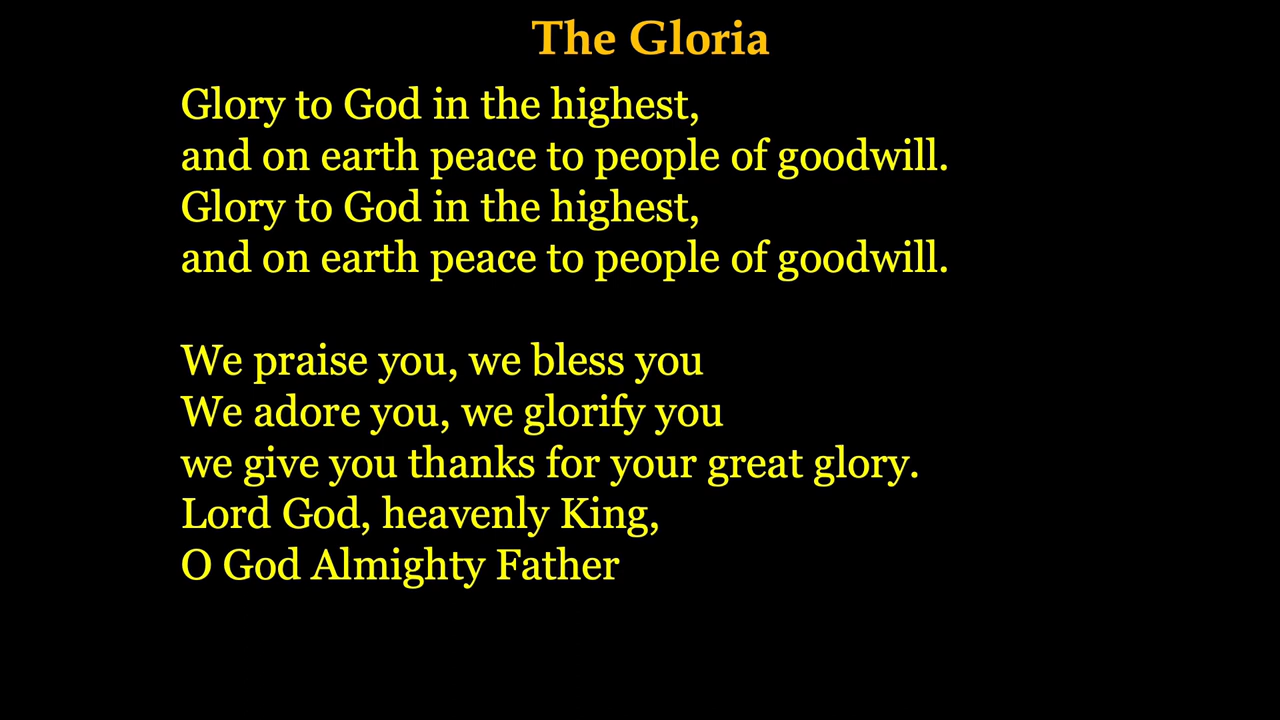 The Gloria
Glory to God in the highest,
and on earth peace to people of goodwill.
Glory to God in the highest,
and on earth peace to people of goodwill.
We praise you, we bless you
We adore you, we glorify you
we give you thanks for your great glory.
Lord God, heavenly King,
O God Almighty Father